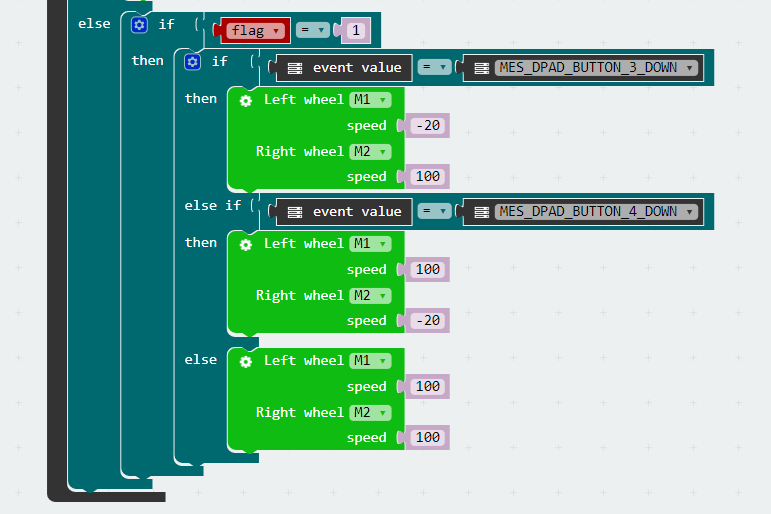 else if flag = 1
then if event value = MES_DPAD_BUTTON_3_DOWN
then Left wheel M1
speed -20
Right wheel M2
speed 100
else if event value = MES_DPAD_BUTTON_4_DOWN
then Left wheel M1
speed 100
Right wheel M2
speed -20
else Left wheel M1
speed 100
Right wheel M2
speed 100